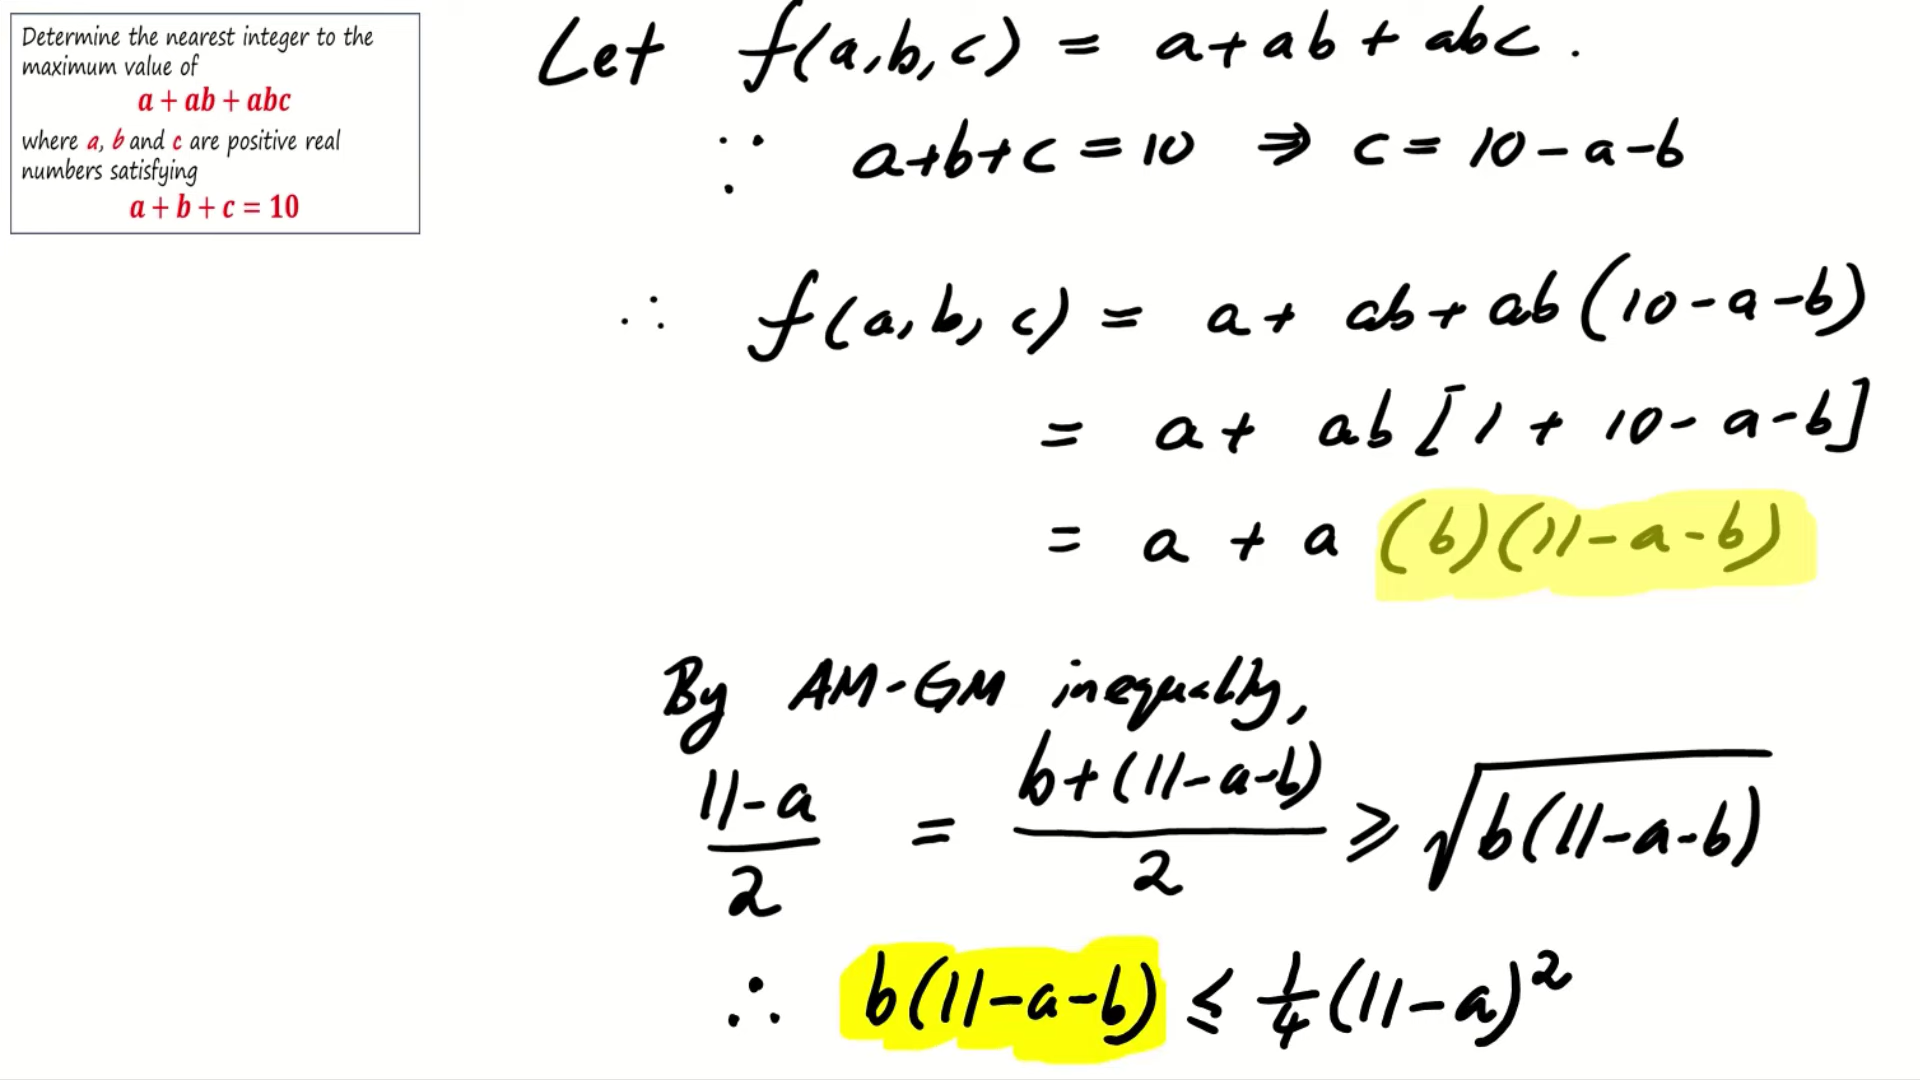 Determine the nearest integer to the
maximum value of
a + ab + abc
where a, b and c are positive real
numbers satisfying
a + b + c = 10
Let f(a,b,c) = a+ab+abc.
∵ a+b+c=10 ⇒ c= 10-a-b
∴ f(a,b,c) = a+ ab+ab(10-a-b)
= a+ ab[1+10-a-b]
= a + a (b)(11-a-b)
By AM-GM inequality,
11-a/2 = b+(11-a-b)/2 ≥ √b(11-a-b)
∴ b(11-a-b) ≤ 1/4(11-a)²